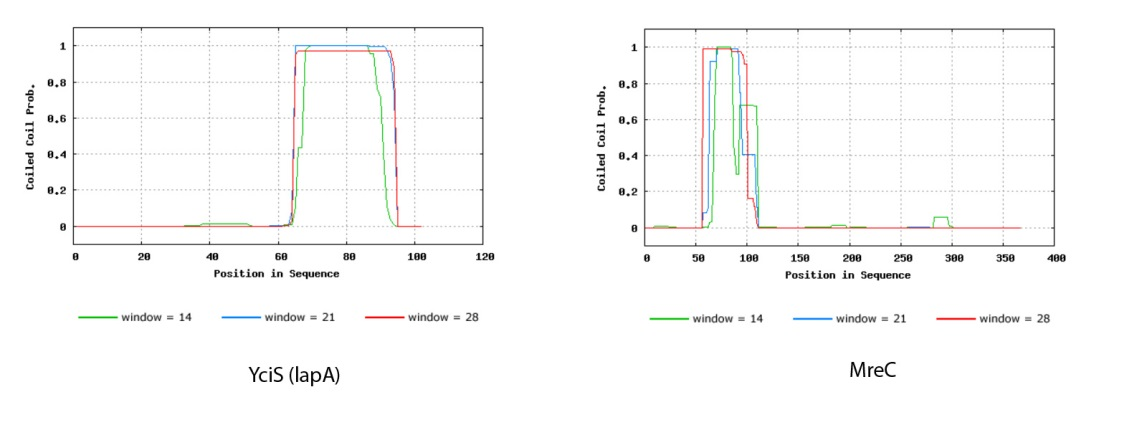 Coiled Coil Prob.
1
0.8
0.6
0.4
0.2
0
0 20 40 60 80 100 120
Position in Sequence
window = 14 window = 21 window = 28
YciS (lapA)
Coiled Coil Prob.
1
0.8
0.6
0.4
0.2
0
0 50 100 150 200 250 300 350 400
Position in Sequence
window = 14 window = 21 window = 28
MreC